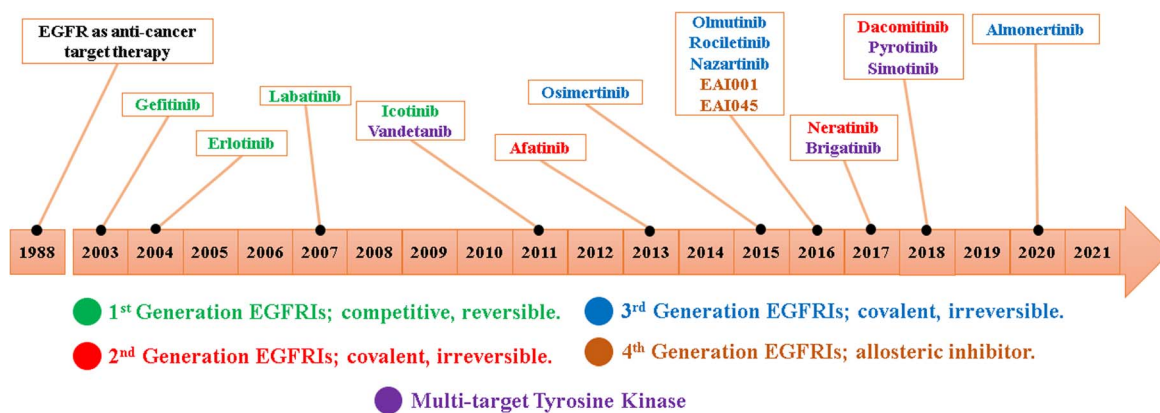 EGFR as anti-cancer
target therapy
Gefitinib
Erlotinib
Labatinib
Icotinib
Vandetanib
Afatinib
Osimertinib
Olmutinib
Rociletinib
Nazartinib
EAI001
EAI045
Neratinib
Brigatinib
Dacomitinib
Pyrotinib
Simotinib
Almonertinib
1988 2003 2004 2005 2006 2007 2008 2009 2010 2011 2012 2013 2014 2015 2016 2017 2018 2019 2020 2021
1st Generation EGFRIs; competitive, reversible.
3rd Generation EGFRIs; covalent, irreversible.
2nd Generation EGFRIs; covalent, irreversible.
4th Generation EGFRIs; allosteric inhibitor.
Multi-target Tyrosine Kinase